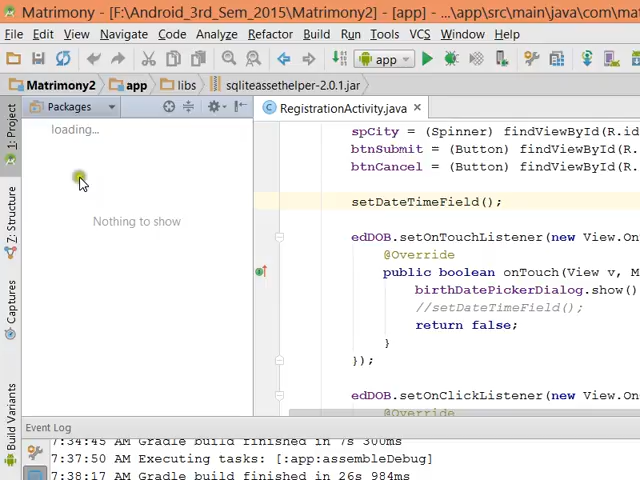 Matrimony - [F:\Android_3rd_Sem_2015\Matrimony2] - [app] - ...\app\src\main\java\com\mat
File Edit View Navigate Code Analyze Refactor Build Run Tools VCS Window Help
app
Matrimony2 app libs sqliteassethelper-2.0.1.jar
1: Project
Z: Structure
Captures
Build Variants
Packages
loading...
Nothing to show
RegistrationActivity.java
spCity = (Spinner) findViewById(R.id
btnSubmit = (Button) findViewById(R.
btnCancel = (Button) findViewById(R.
setDateTimeField();
edDOB.setOnTouchListener(new View.On
@Override
public boolean onTouch(View v, M
birthDatePickerDialog.show()
//setDateTimeField();
return false;
}
});
edDOB.setOnClickListener(new View.On
@Override
Event Log
7:34:45 AM Gradle build finished in 7s 300ms
7:37:50 AM Executing tasks: [:app:assembleDebug]
7:38:17 AM Gradle build finished in 26s 984ms